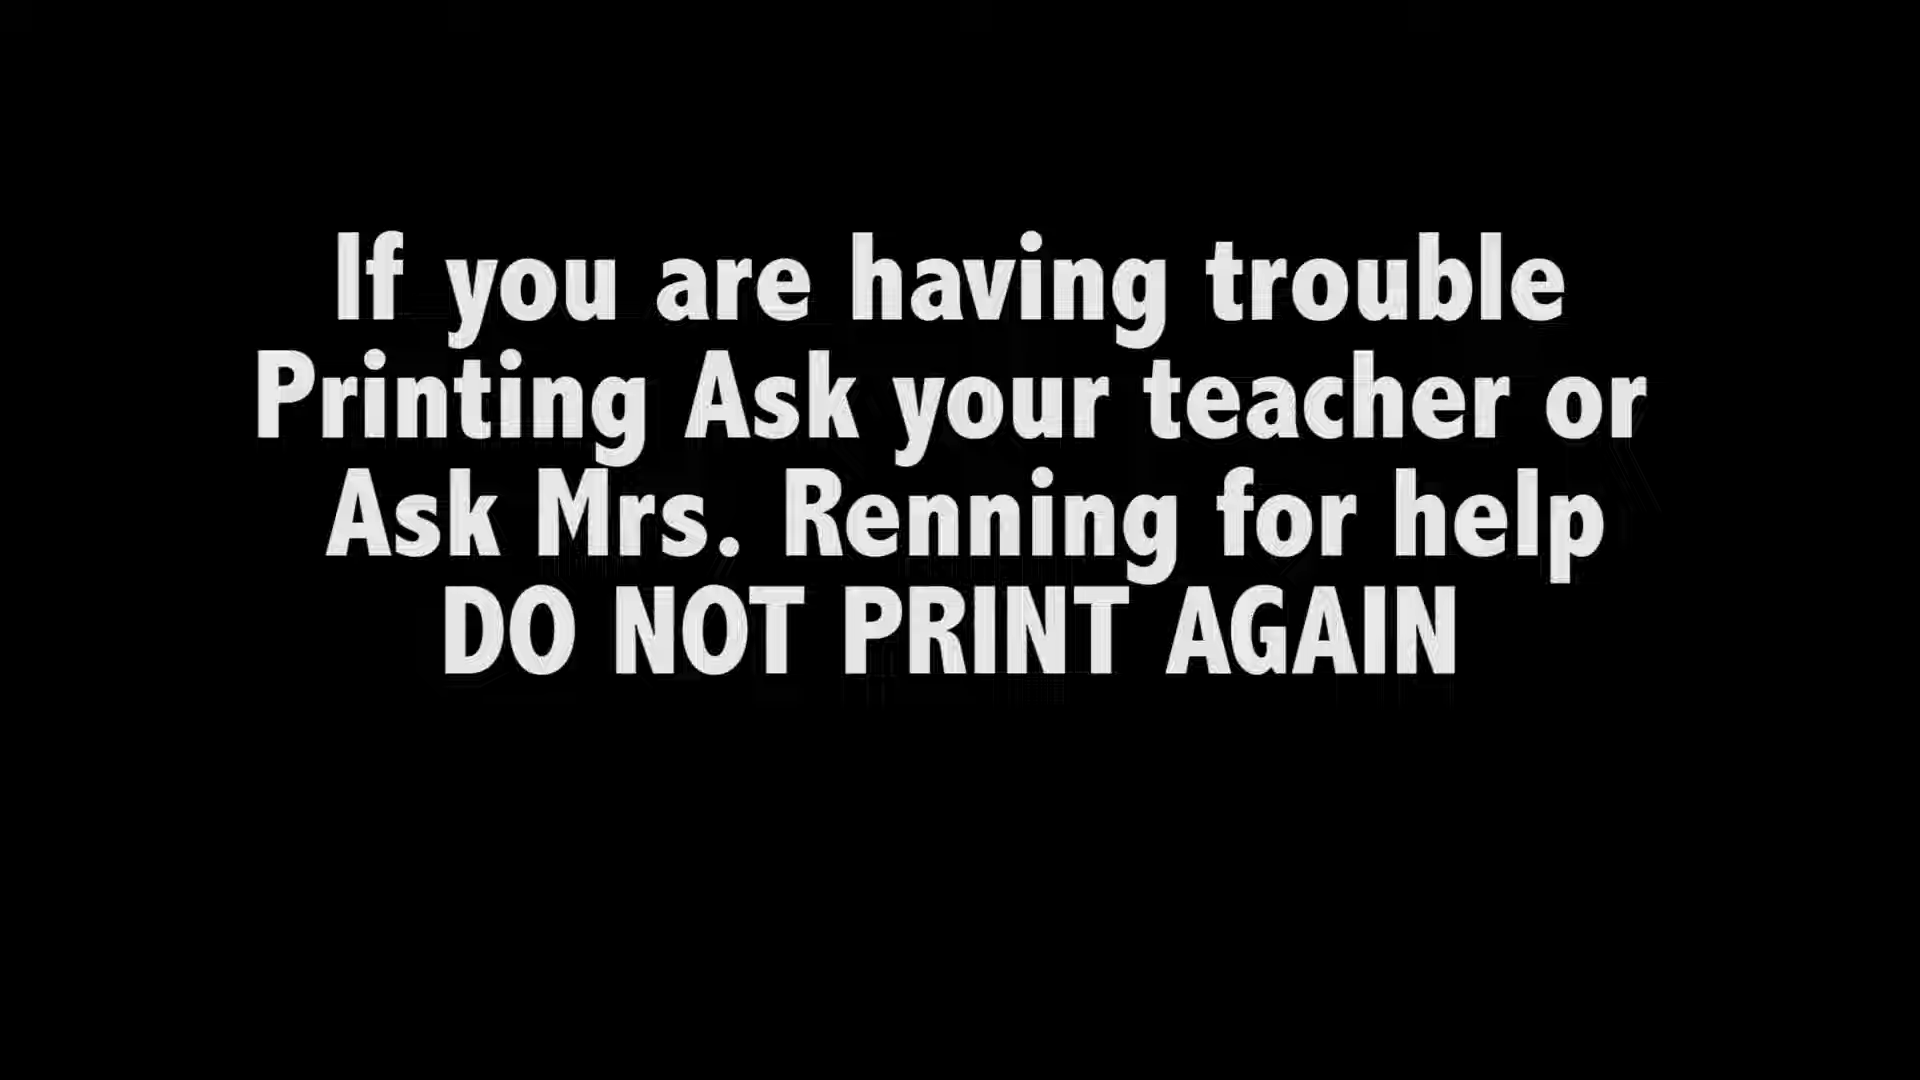 If you are having trouble
Printing Ask your teacher or
Ask Mrs. Renning for help
DO NOT PRINT AGAIN